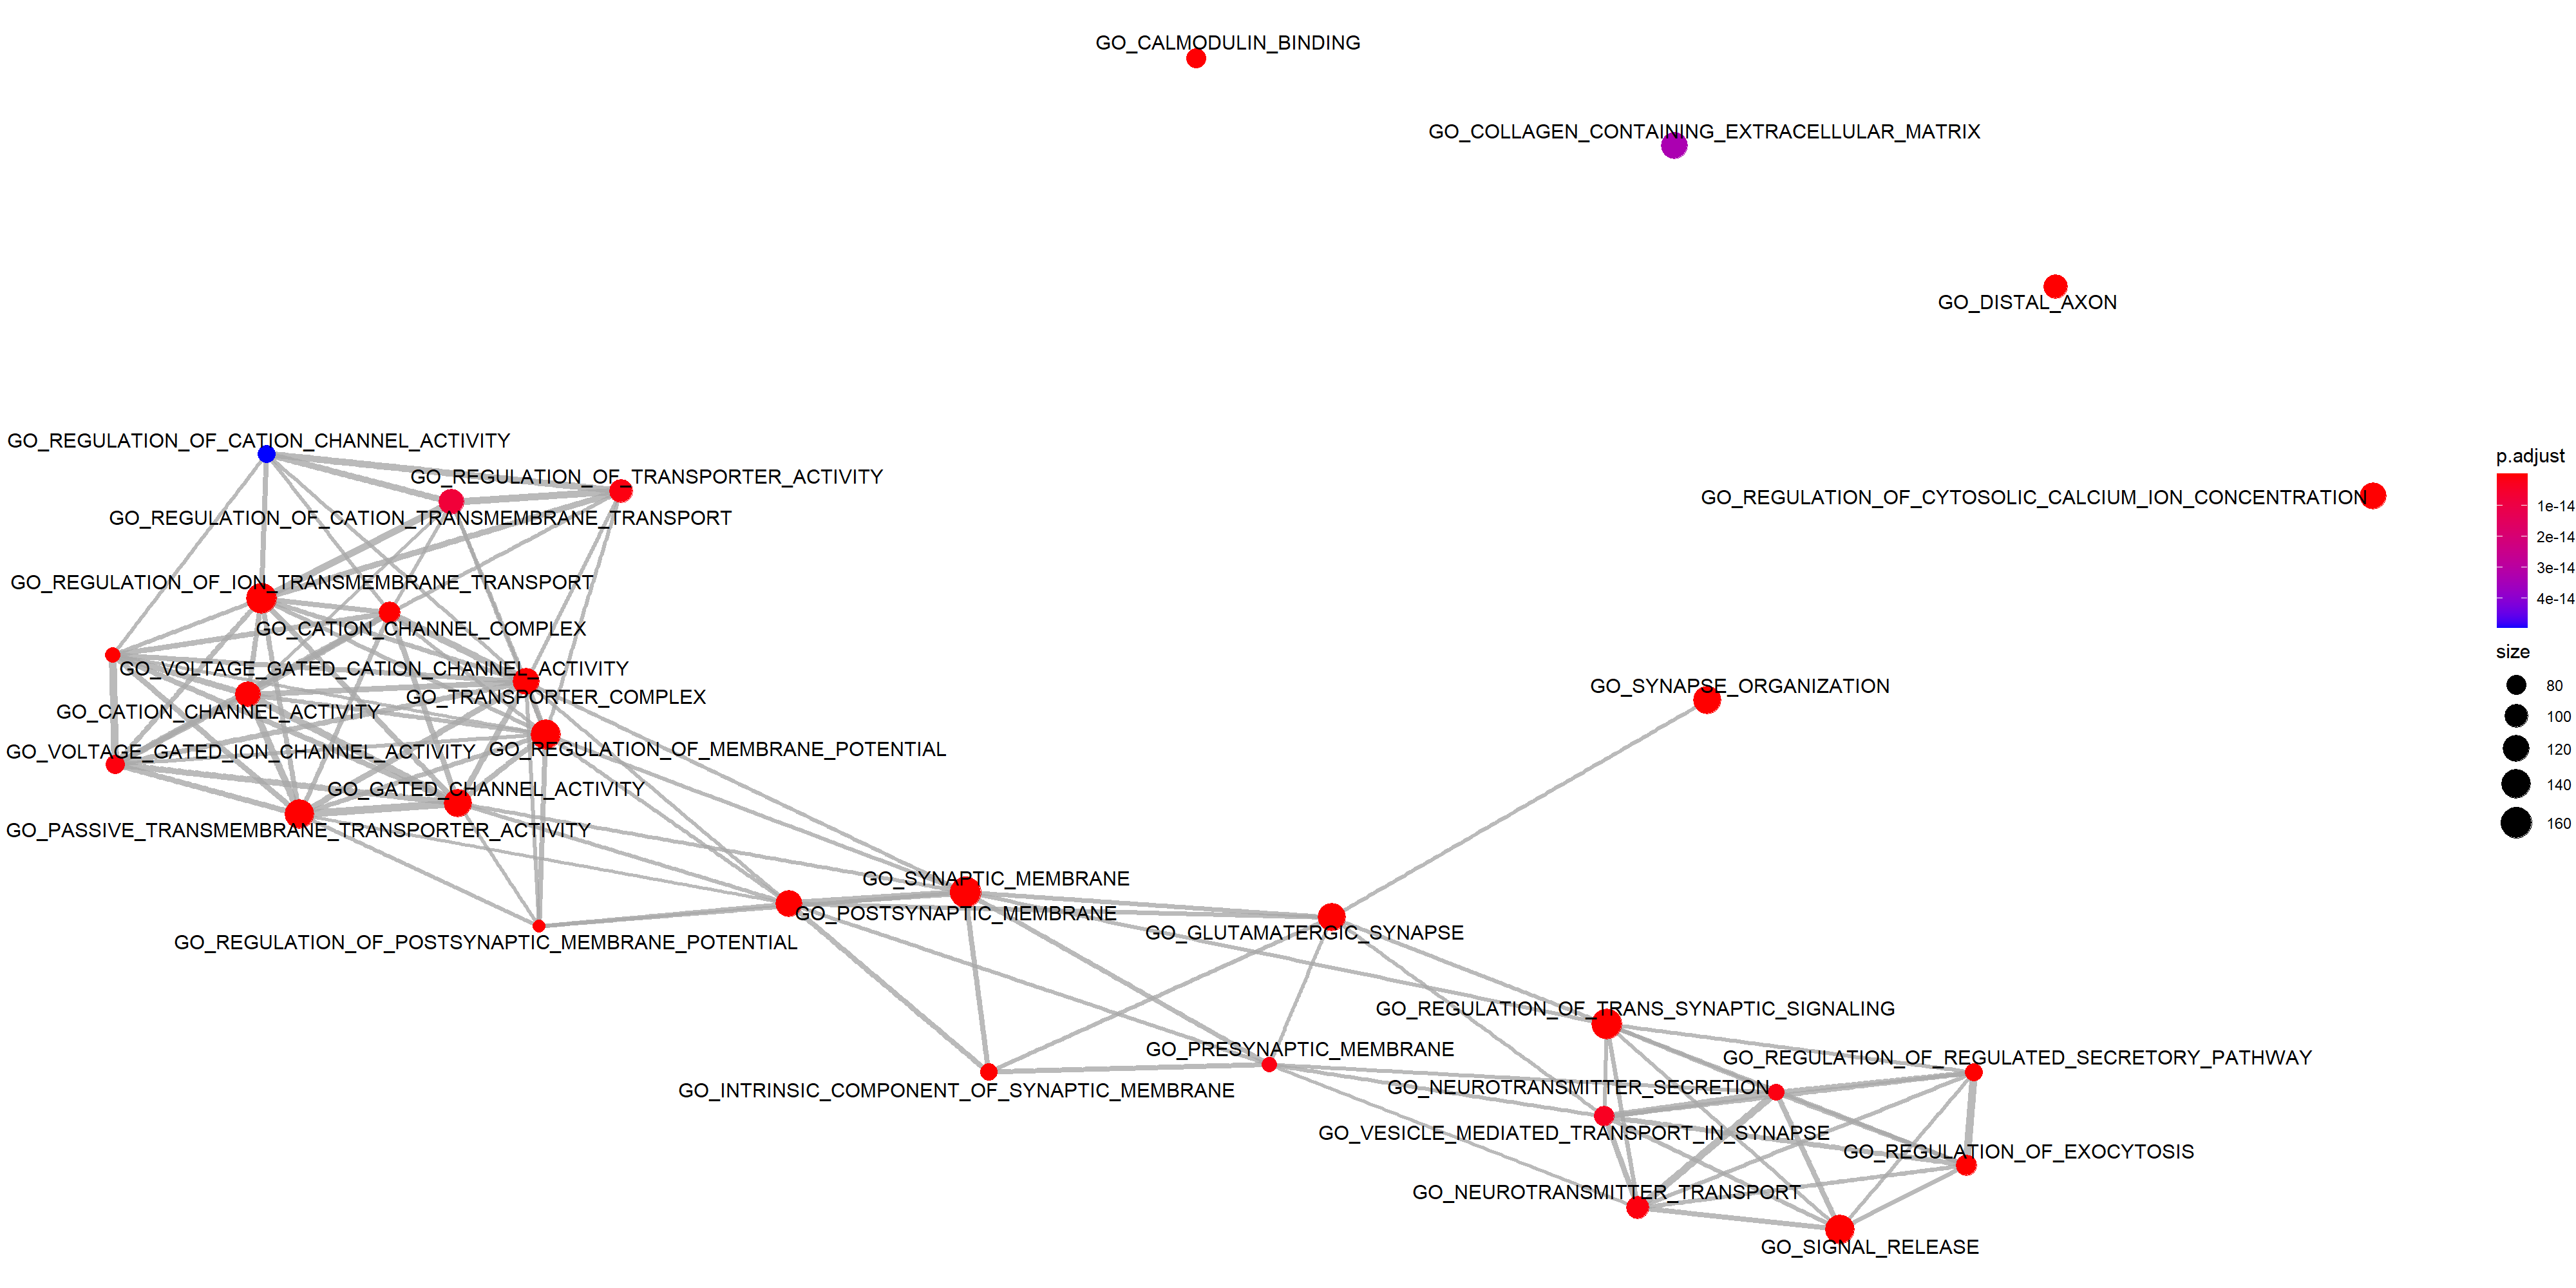 GO_CALMODULIN_BINDING
GO_COLLAGEN_CONTAINING_EXTRACELLULAR_MATRIX
GO_DISTAL_AXON
GO_REGULATION_OF_CATION_CHANNEL_ACTIVITY
GO_REGULATION_OF_TRANSPORTER_ACTIVITY
GO_REGULATION_OF_CYTOSOLIC_CALCIUM_ION_CONCENTRATION
GO_REGULATION_OF_CATION_TRANSMEMBRANE_TRANSPORT
GO_REGULATION_OF_ION_TRANSMEMBRANE_TRANSPORT
GO_CATION_CHANNEL_COMPLEX
GO_VOLTAGE_GATED_CATION_CHANNEL_ACTIVITY
GO_SYNAPSE_ORGANIZATION
GO_TRANSPORTER_COMPLEX
GO_CATION_CHANNEL_ACTIVITY
GO_VOLTAGE_GATED_ION_CHANNEL_ACTIVITY
GO_REGULATION_OF_MEMBRANE_POTENTIAL
GO_GATED_CHANNEL_ACTIVITY
GO_PASSIVE_TRANSMEMBRANE_TRANSPORTER_ACTIVITY
GO_SYNAPTIC_MEMBRANE
GO_POSTSYNAPTIC_MEMBRANE
GO_GLUTAMATERGIC_SYNAPSE
GO_REGULATION_OF_POSTSYNAPTIC_MEMBRANE_POTENTIAL
GO_REGULATION_OF_TRANS_SYNAPTIC_SIGNALING
GO_PRESYNAPTIC_MEMBRANE
GO_REGULATION_OF_REGULATED_SECRETORY_PATHWAY
GO_INTRINSIC_COMPONENT_OF_SYNAPTIC_MEMBRANE
GO_NEUROTRANSMITTER_SECRETION
GO_VESICLE_MEDIATED_TRANSPORT_IN_SYNAPSE
GO_REGULATION_OF_EXOCYTOSIS
GO_NEUROTRANSMITTER_TRANSPORT
GO_SIGNAL_RELEASE
p.adjust
1e-14
2e-14
3e-14
4e-14
size
80
100
120
140
160